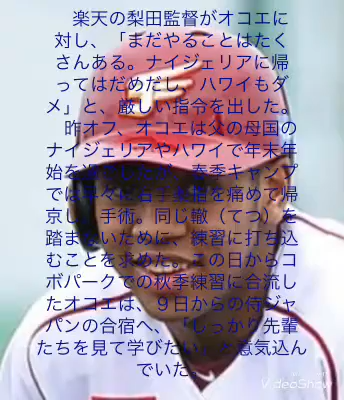 楽天の梨田監督がオコエに
対し、「まだやることはたく
さんある。ナイジェリアに帰
ってはだめだし、ハワイもダ
メ」と、厳しい指令を出した。
昨オフ、オコエは父の母国の
ナイジェリアやハワイで年末年
始を過ごしたが、春季キャンプ
では早々に右手薬指を痛めて帰
京し、手術。同じ轍（てつ）を
踏まないために、練習に打ち込
むことを求めた。この日からコ
ボパークでの秋季練習に合流し
たオコエは、９日からの侍ジャ
パンの合宿へ、「しっかり先輩
たちを見て学びたい」と意気込ん
でいた。
VideoShow